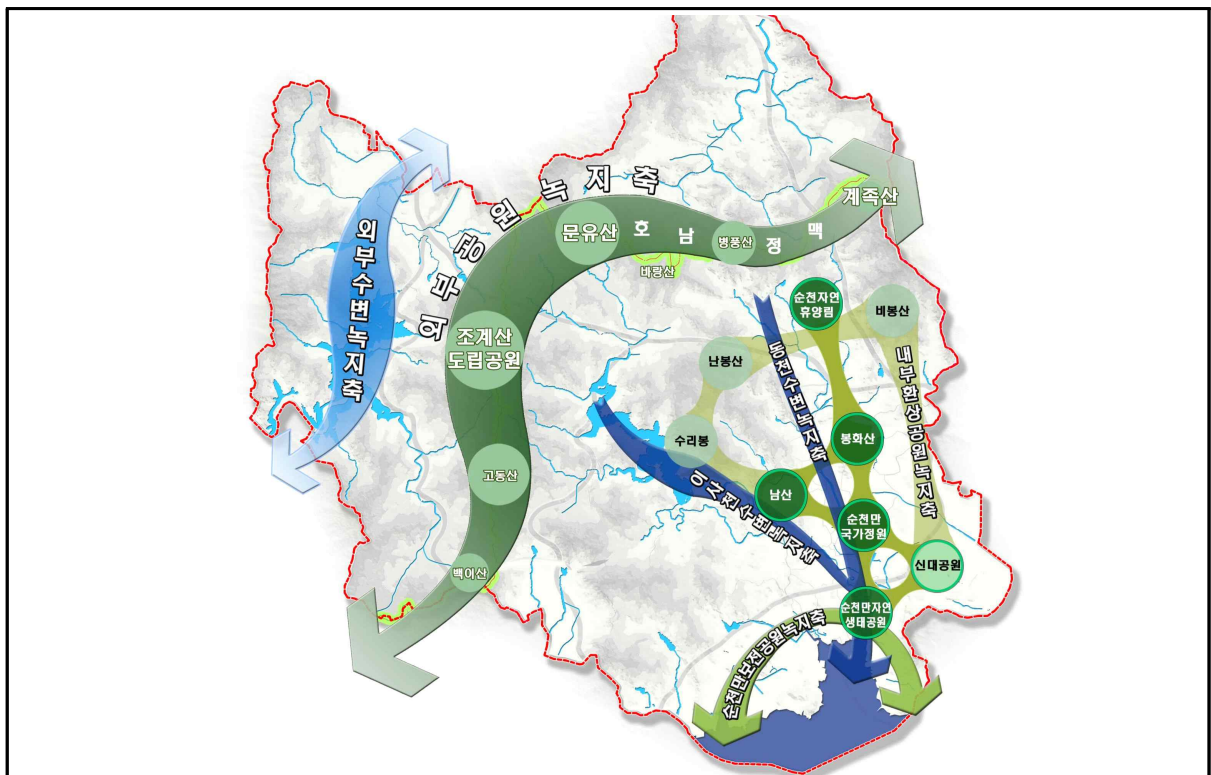 외부수변녹지축
외곽공원녹지축
문유산
호남정맥
병풍산
계족산
바랑산
조계산
도립공원
고동산
백이산
순천자연
휴양림
비봉산
난봉산
동천수변녹지축
내부환상공원녹지축
수리봉
봉화산
이사천수변녹지축
남산
순천만
국가정원
신대공원
순천만자연
생태공원
순천만보전공원녹지축